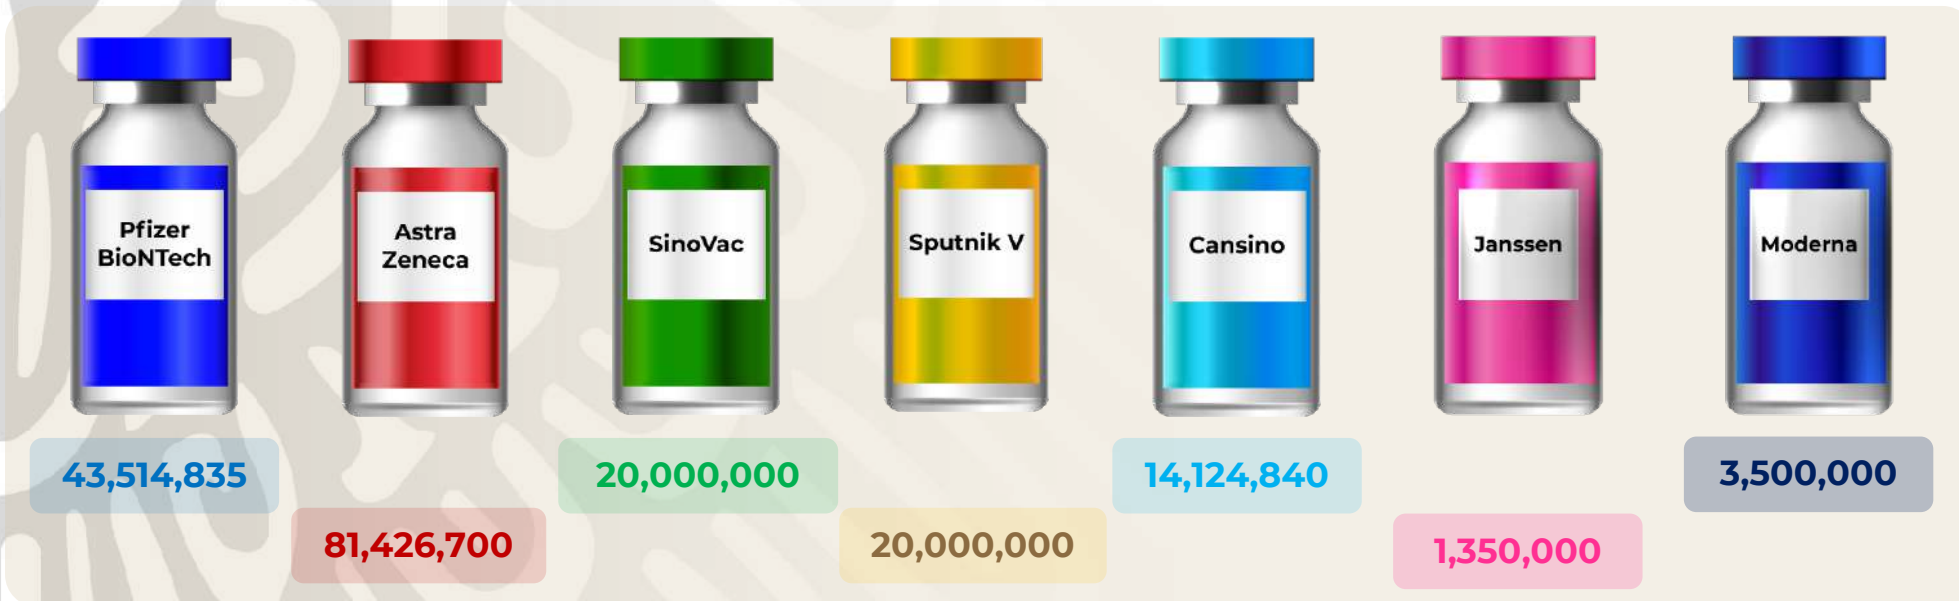 Pfizer
BioNTech
Astra
Zeneca
SinoVac
Sputnik V
Cansino
Janssen
Moderna
43,514,835
81,426,700
20,000,000
20,000,000
14,124,840
1,350,000
3,500,000